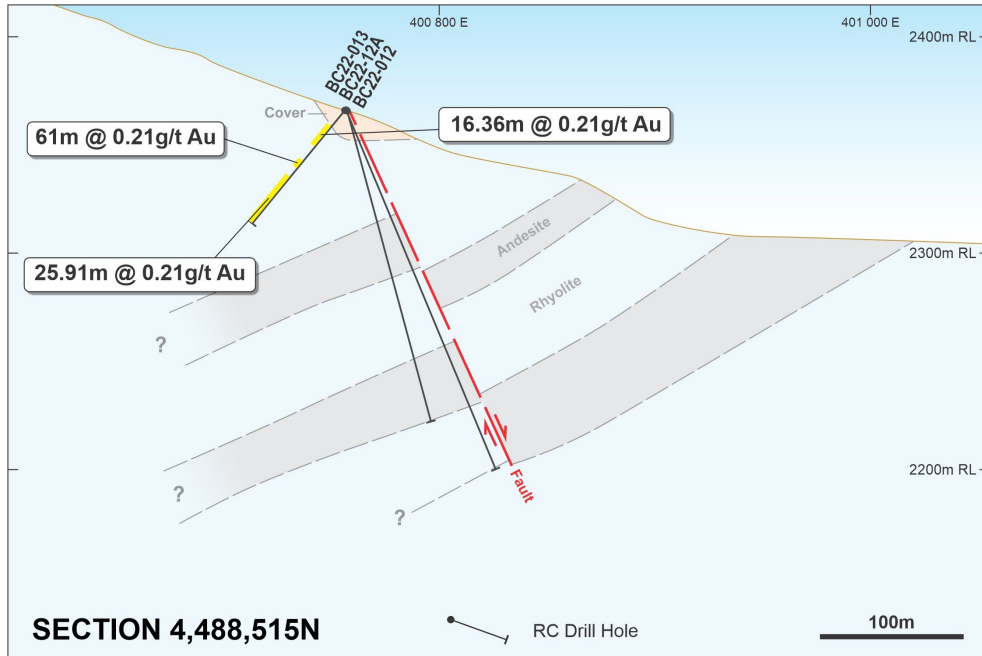 400 800 E
401 000 E
2400m RL
BC22-013
BC22-12A
BC22-012
Cover
61m @ 0.21g/t Au
16.36m @ 0.21g/t Au
Andesite
2300m RL
25.91m @ 0.21g/t Au
Rhyolite
?
2200m RL
?
Fault
?
SECTION 4,488,515N
RC Drill Hole
100m